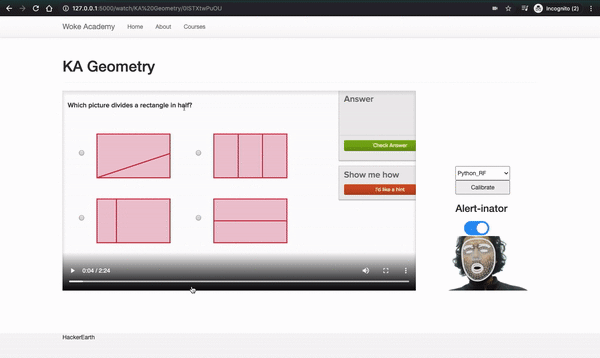 127.0.0.1:5000/watch/KA%20Geometry/0ISTXtwPuOU
Incognito (2)
Woke Academy Home About Courses
KA Geometry
Which picture divides a rectangle in half?
Answer
Check Answer
Show me how
I'd like a hint
0:04 / 2:24
Python_RF
Calibrate
Alert-inator
HackerEarth